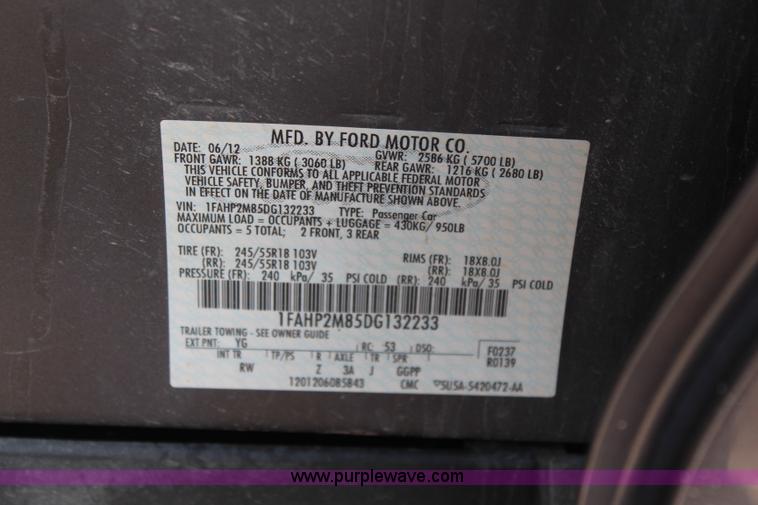 MFD. BY FORD MOTOR CO.
DATE: 06/12 GVWR: 2586 KG ( 5700 LB)
FRONT GAWR: 1388 KG ( 3060 LB) REAR GAWR: 1216 KG ( 2680 LB)
THIS VEHICLE CONFORMS TO ALL APPLICABLE FEDERAL MOTOR
VEHICLE SAFETY, BUMPER, AND THEFT PREVENTION STANDARDS
IN EFFECT ON THE DATE OF MANUFACTURE SHOWN ABOVE.
VIN: 1FAHP2M85DG132233 TYPE: Passenger Car
MAXIMUM LOAD = OCCUPANTS + LUGGAGE = 430KG/ 950LB
OCCUPANTS = 5 TOTAL: 2 FRONT, 3 REAR
TIRE (FR): 245/55R18 103V RIMS (FR): 18X8.0J
(RR): 245/55R18 103V (RR): 18X8.0J
PRESSURE (FR): 240 kPa/ 35 PSI COLD (RR): 240 kPa/ 35 PSI COLD
1FAHP2M85DG132233
TRAILER TOWING - SEE OWNER GUIDE
EXT PNT: YG RC: 53 DSO: F0237
INT TR TP/PS R AXLE TR SPR R0139
RW Z 3A J GGPP
1201206085843 CMC 5U5A-5420472-AA
www.purplewave.com